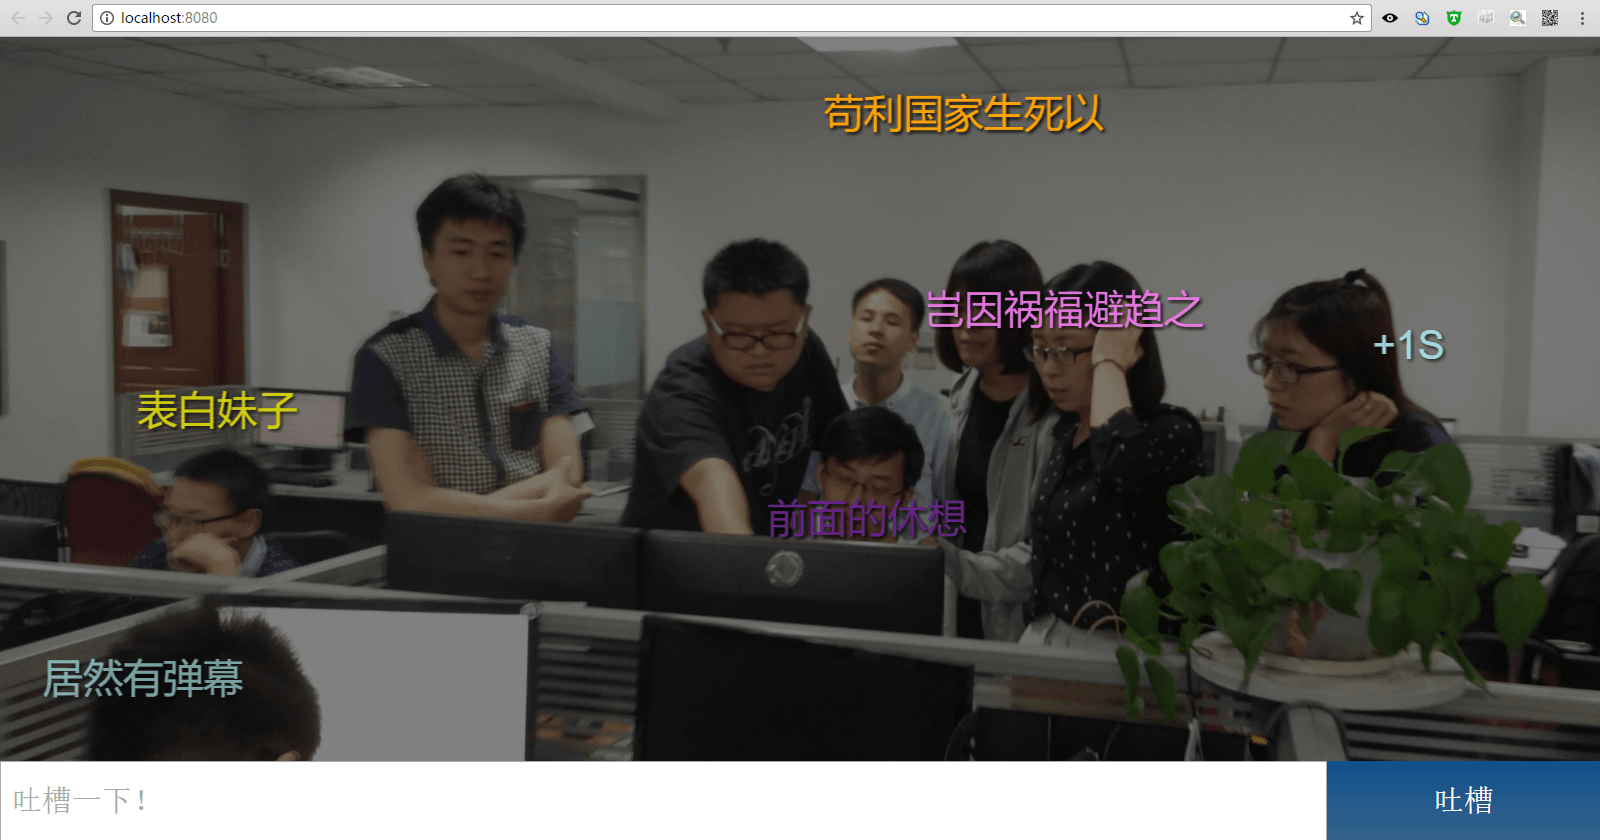 localhost:8080
苟利国家生死以
岂因祸福避趋之
+1S
表白妹子
前面的休想
居然有弹幕
吐槽一下！
吐槽